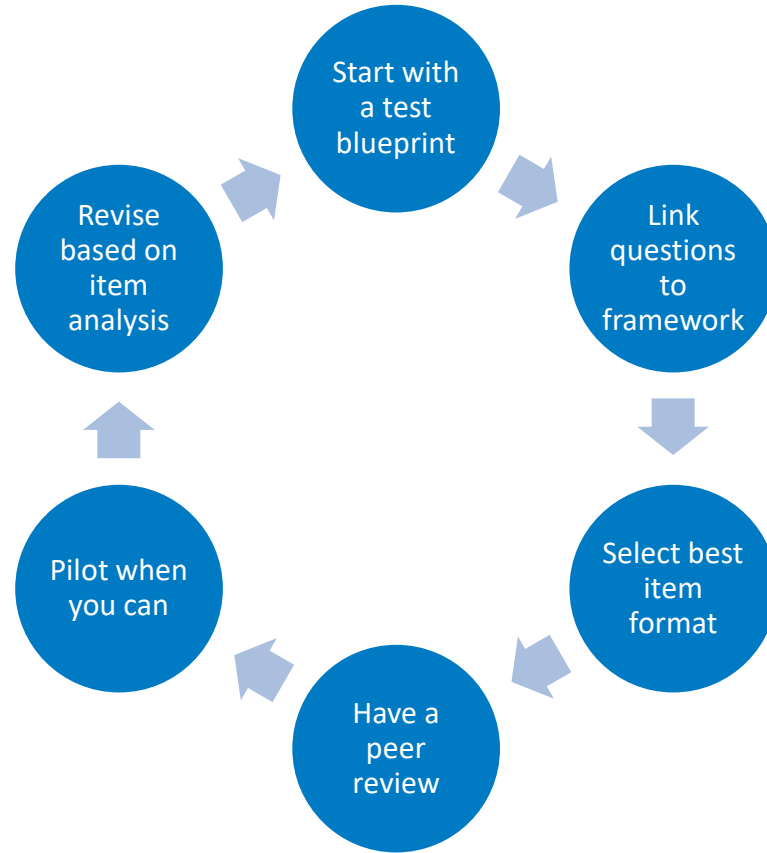 Start with
a test
blueprint
Link
questions
to
framework
Select best
item
format
Have a
peer
review
Pilot when
you can
Revise
based on
item
analysis